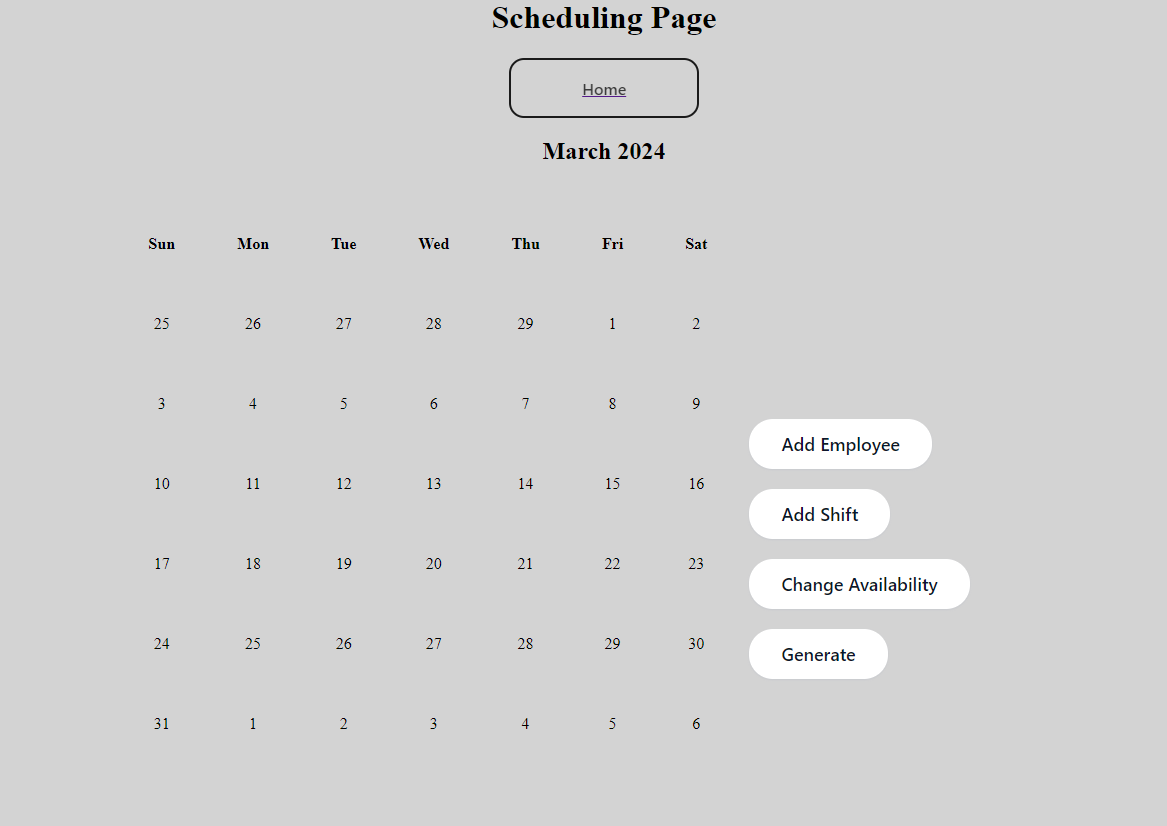 Scheduling Page
Home
March 2024
Sun Mon Tue Wed Thu Fri Sat
25 26 27 28 29 1 2
3 4 5 6 7 8 9
10 11 12 13 14 15 16
17 18 19 20 21 22 23
24 25 26 27 28 29 30
31 1 2 3 4 5 6
Add Employee
Add Shift
Change Availability
Generate